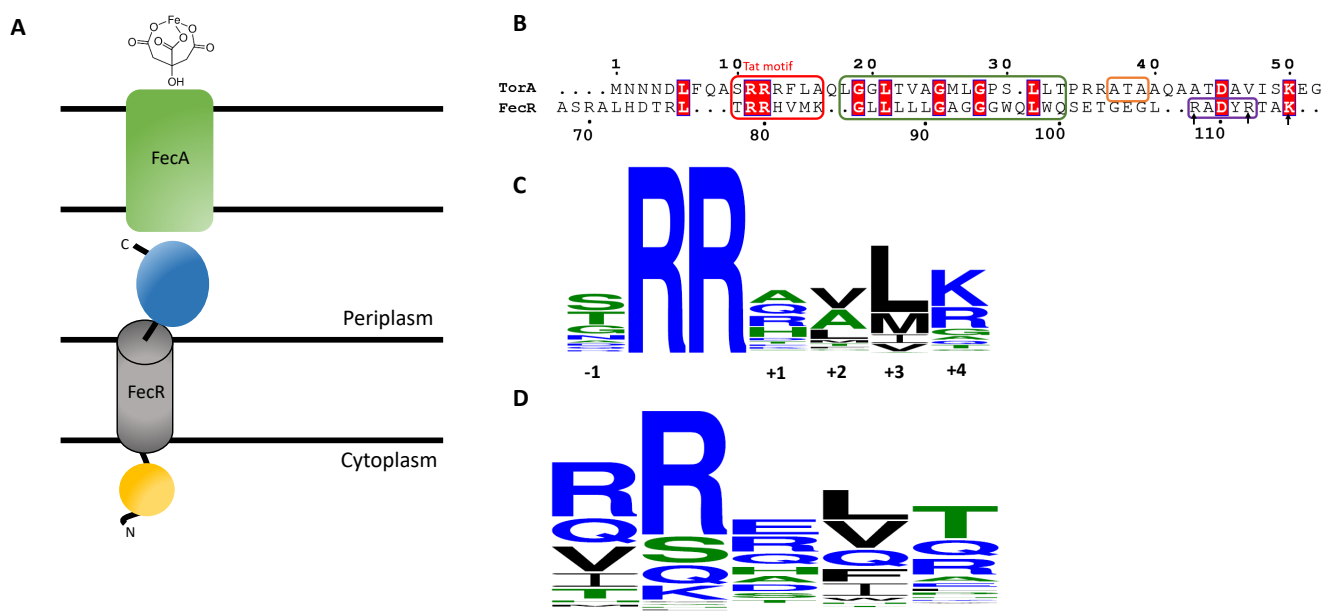 A
Fe
O
O
O
O
O
O
OH
FecA
C
Periplasm
FecR
Cytoplasm
N
B
Tat motif
1 10 20 30 40 50
TorA ....MNNNDLFQASRRRFLAQLGGLTVAGMLGPS.LLTPRRATAAQAATDAVISKEG
FecR ASRALHDTRL...TRRHVMK..GLLLLLGAGGGWQLWQSETGEGL..RADYRTAK..
70 80 90 100 110
C
S T G
R
R
A Q R H
V A L
L M I V
K R G
-1 +1 +2 +3 +4
D
R Q V I T
R S Q K
E R Q H A D
L V Q F I
T Q R A